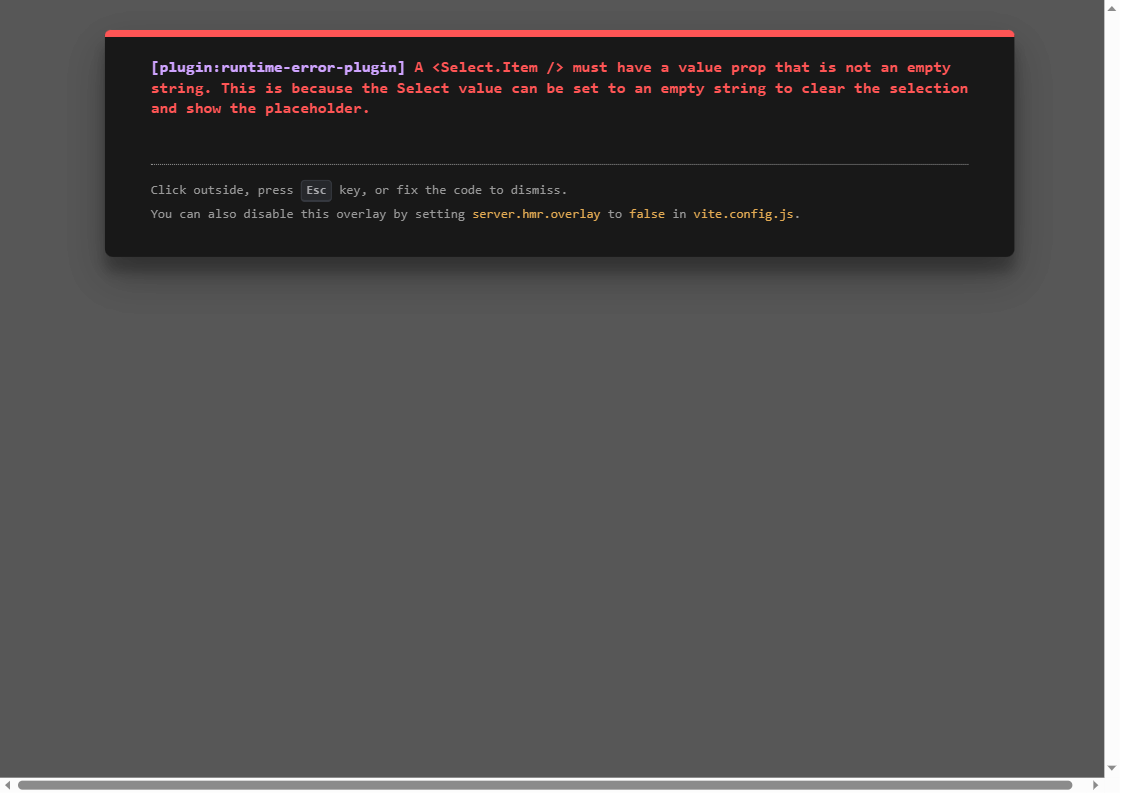 [plugin:runtime-error-plugin] A <Select.Item /> must have a value prop that is not an empty
string. This is because the Select value can be set to an empty string to clear the selection
and show the placeholder.
Click outside, press Esc key, or fix the code to dismiss.
You can also disable this overlay by setting server.hmr.overlay to false in vite.config.js.